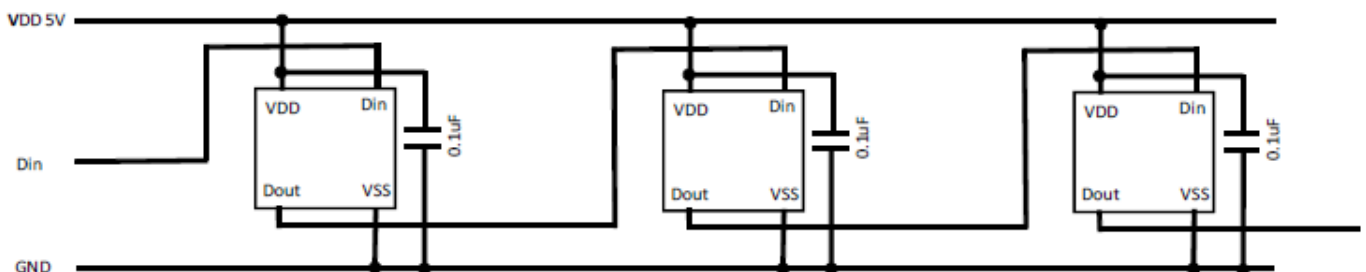 VDD 5V
VDD Din
0.1uF
Dout VSS
VDD Din
0.1uF
Dout VSS
VDD Din
0.1uF
Dout VSS
Din
GND